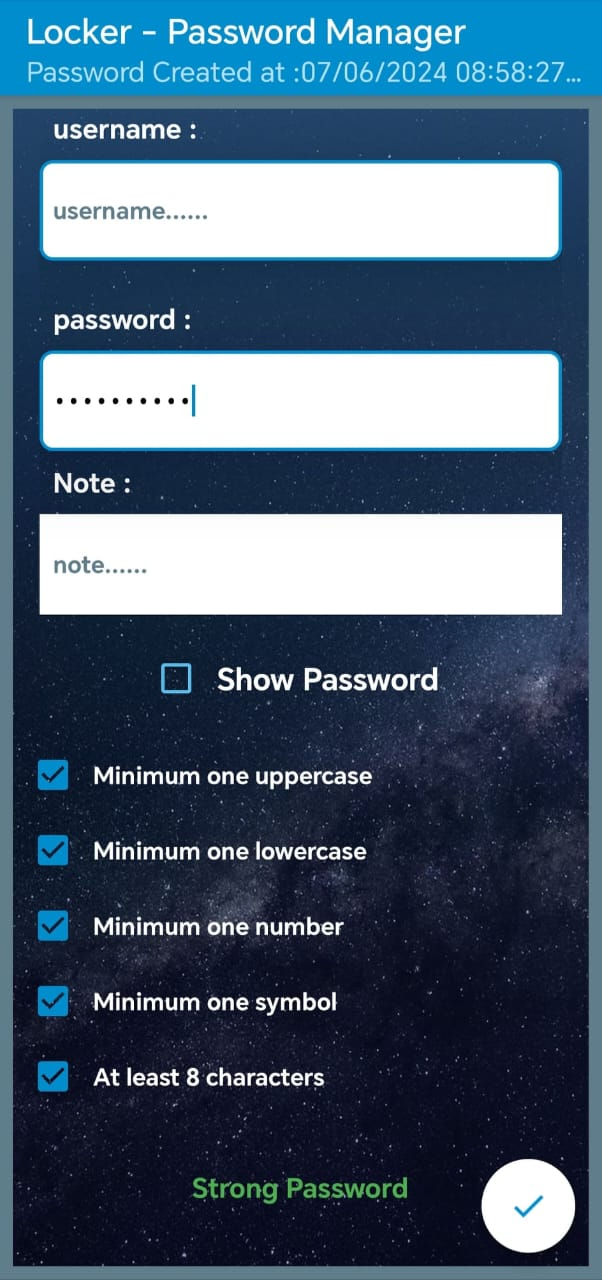 Locker - Password Manager
Password Created at :07/06/2024 08:58:27...
username :
username......
password :
••••••••••
Note :
note......
Show Password
Minimum one uppercase
Minimum one lowercase
Minimum one number
Minimum one symbol
At least 8 characters
Strong Password